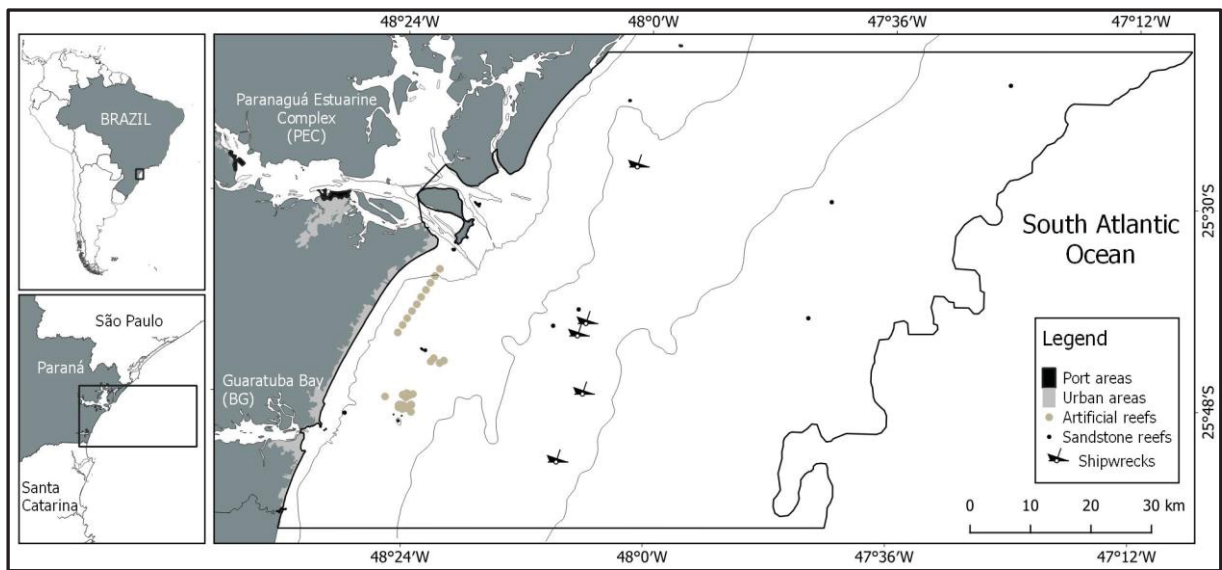 48°24'W 48°0'W 47°36'W 47°12'W
BRAZIL
Paranaguá Estuarine
Complex
(PEC)
25°30'S
South Atlantic
Ocean
São Paulo
Paraná
Santa
Catarina
Guaratuba Bay
(BG)
25°48'S
Legend
Port areas
Urban areas
Artificial reefs
Sandstone reefs
Shipwrecks
0 10 20 30 km
48°24'W 48°0'W 47°36'W 47°12'W